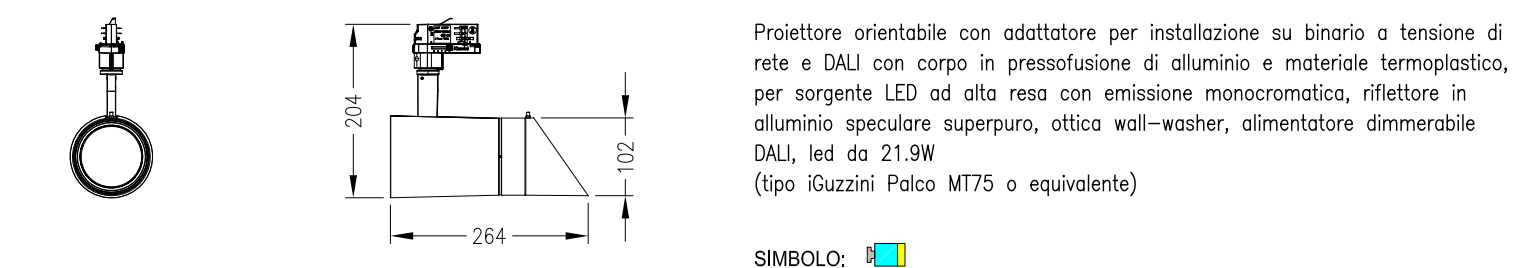 Proiettore orientabile con adattatore per installazione su binario a tensione di
rete e DALI con corpo in pressofusione di alluminio e materiale termoplastico,
per sorgente LED ad alta resa con emissione monocromatica, riflettore in
alluminio speculare superpuro, ottica wall-washer, alimentatore dimmerabile
DALI, led da 21.9W
(tipo iGuzzini Palco MT75 o equivalente)
204
102
264
SIMBOLO: